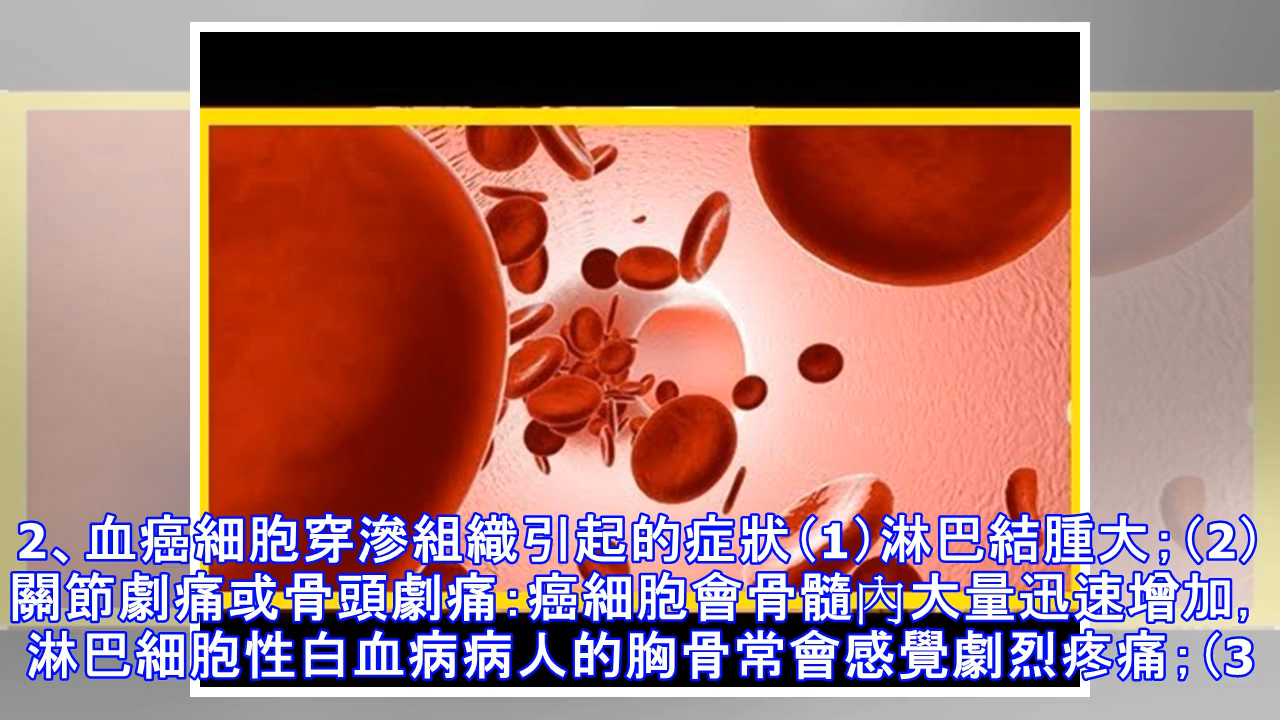 2、血癌細胞穿滲組織引起的症狀(1)淋巴結腫大;(2)
關節劇痛或骨頭劇痛:癌細胞會骨髓內大量迅速增加,
淋巴細胞性白血病病人的胸骨常會感覺劇烈疼痛;(3